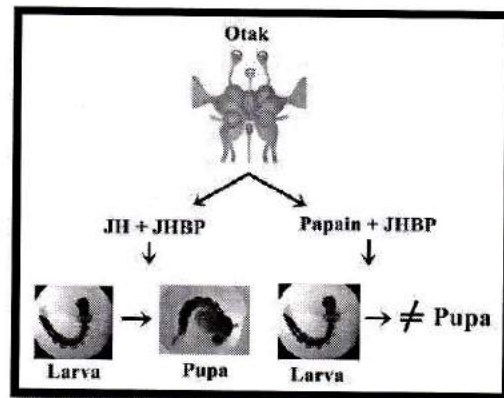 Otak
JH + JHBP
Papain + JHBP
Larva
Pupa
Larva
≠ Pupa